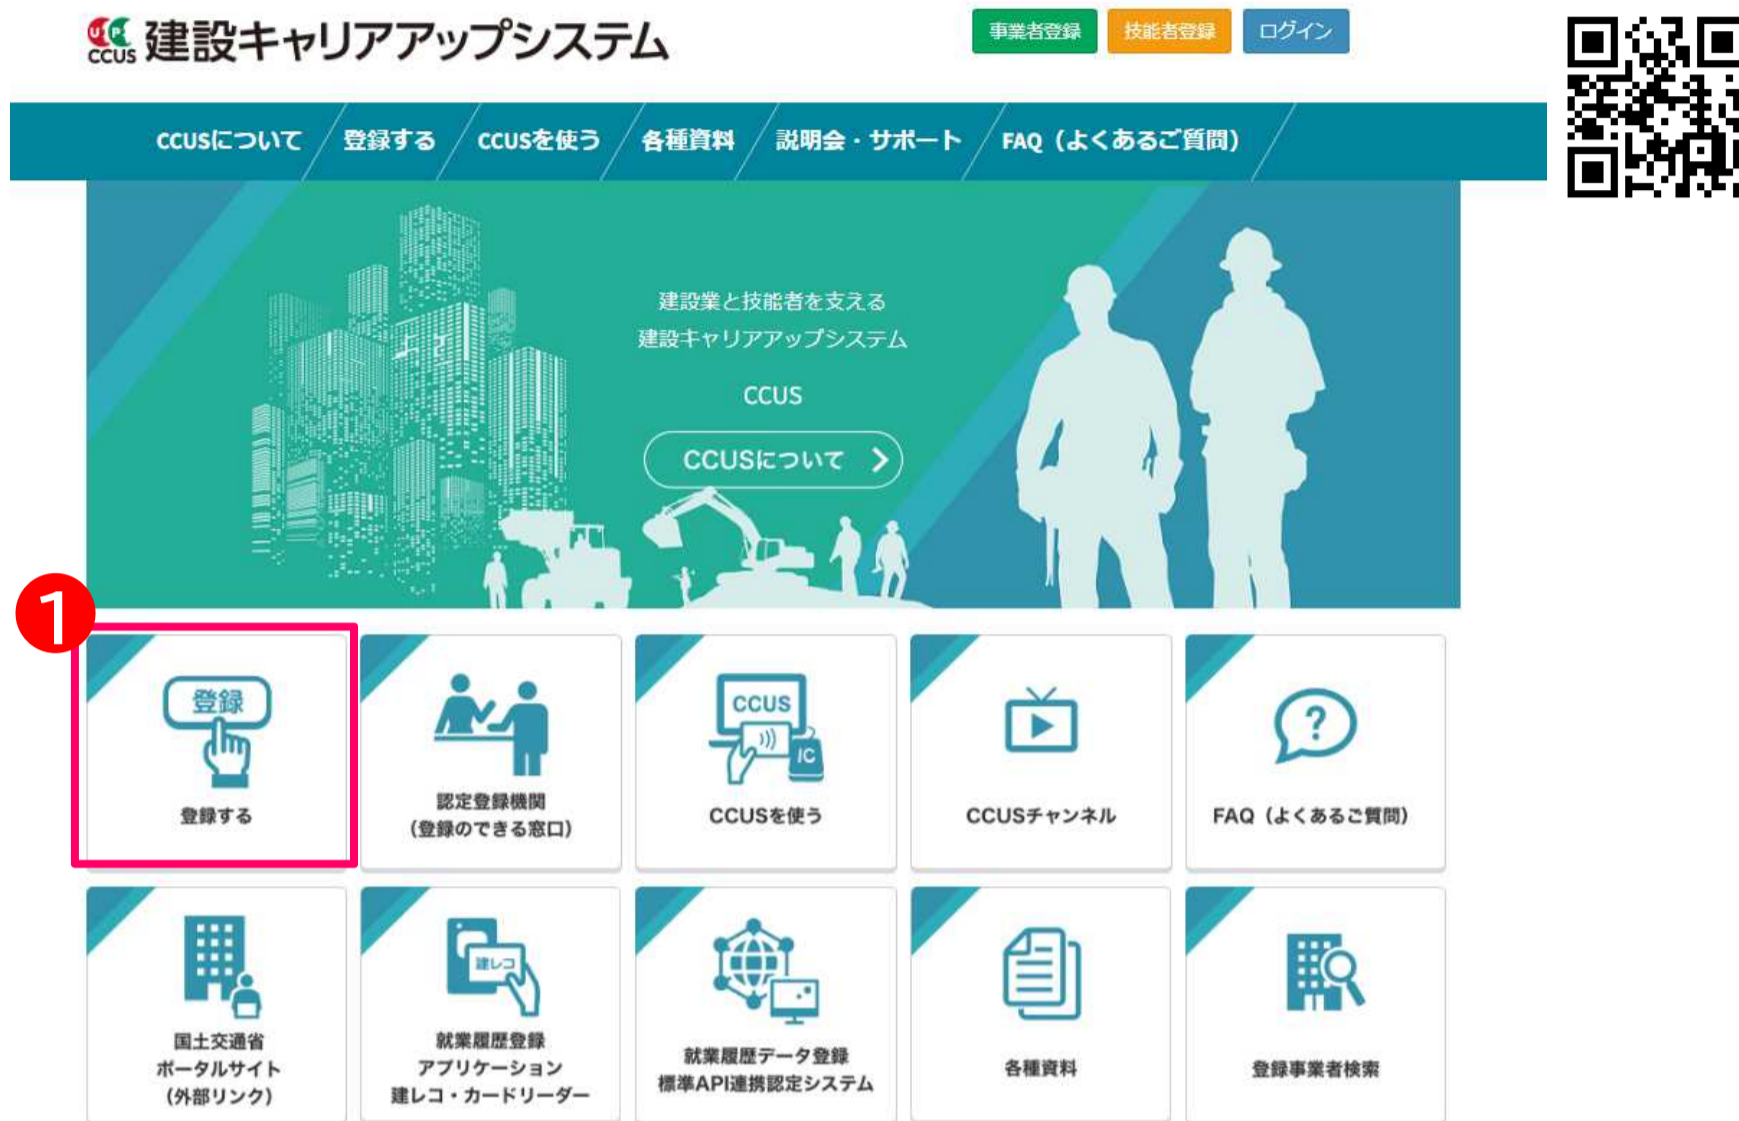 UP
CCUS
建設キャリアアップシステム
事業者登録
技能者登録
ログイン
CCUSについて
登録する
CCUSを使う
各種資料
説明会・サポート
FAQ（よくあるご質問）
建設業と技能者を支える
建設キャリアアップシステム
CCUS
CCUSについて
1
登録
登録する
認定登録機関
（登録のできる窓口）
CCUS
IC
CCUSを使う
CCUSチャンネル
?
FAQ（よくあるご質問）
国土交通省
ポータルサイト
（外部リンク）
建レコ
就業履歴登録
アプリケーション
建レコ・カードリーダー
就業履歴データ登録
標準API連携認定システム
各種資料
登録事業者検索